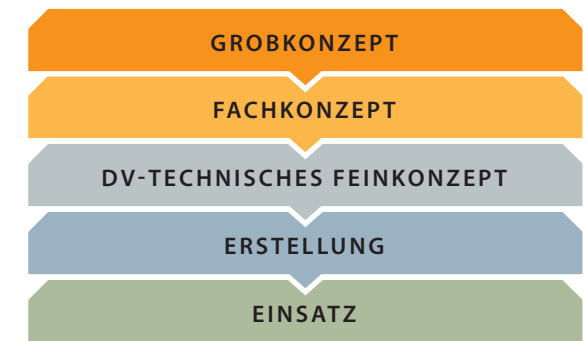 GROBKONZEPT
FACHKONZEPT
DV-TECHNISCHES FEINKONZEPT
ERSTELLUNG
EINSATZ